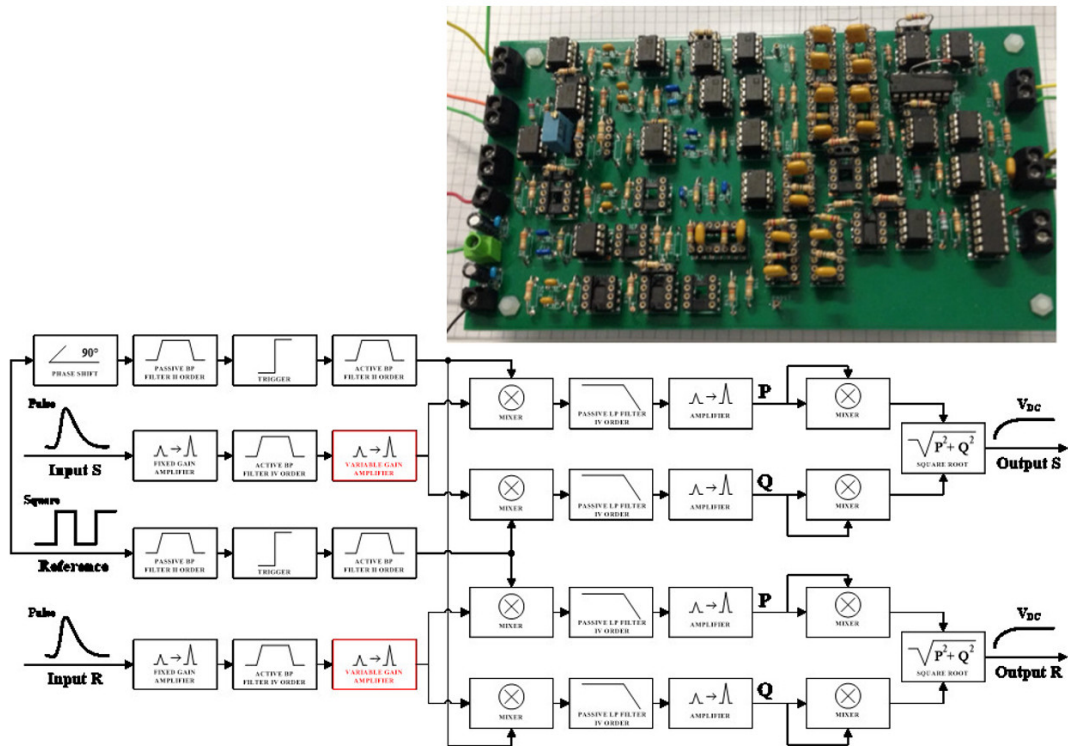 90°
PHASE SHIFT
PASSIVE BP
FILTER II ORDER
TRIGGER
ACTIVE BP
FILTER II ORDER
MIXER
PASSIVE LP FILTER
IV ORDER
AMPLIFIER
P
MIXER
Pulse
Input S
FIXED GAIN
AMPLIFIER
ACTIVE BP
FILTER IV ORDER
VARIABLE GAIN
AMPLIFIER
√P²+Q²
SQUARE ROOT
V_DC
Output S
MIXER
PASSIVE LP FILTER
IV ORDER
AMPLIFIER
Q
MIXER
Square
Reference
PASSIVE BP
FILTER II ORDER
TRIGGER
ACTIVE BP
FILTER II ORDER
MIXER
PASSIVE LP FILTER
IV ORDER
AMPLIFIER
P
MIXER
Pulse
Input R
FIXED GAIN
AMPLIFIER
ACTIVE BP
FILTER IV ORDER
VARIABLE GAIN
AMPLIFIER
√P²+Q²
SQUARE ROOT
V_DC
Output R
MIXER
PASSIVE LP FILTER
IV ORDER
AMPLIFIER
Q
MIXER